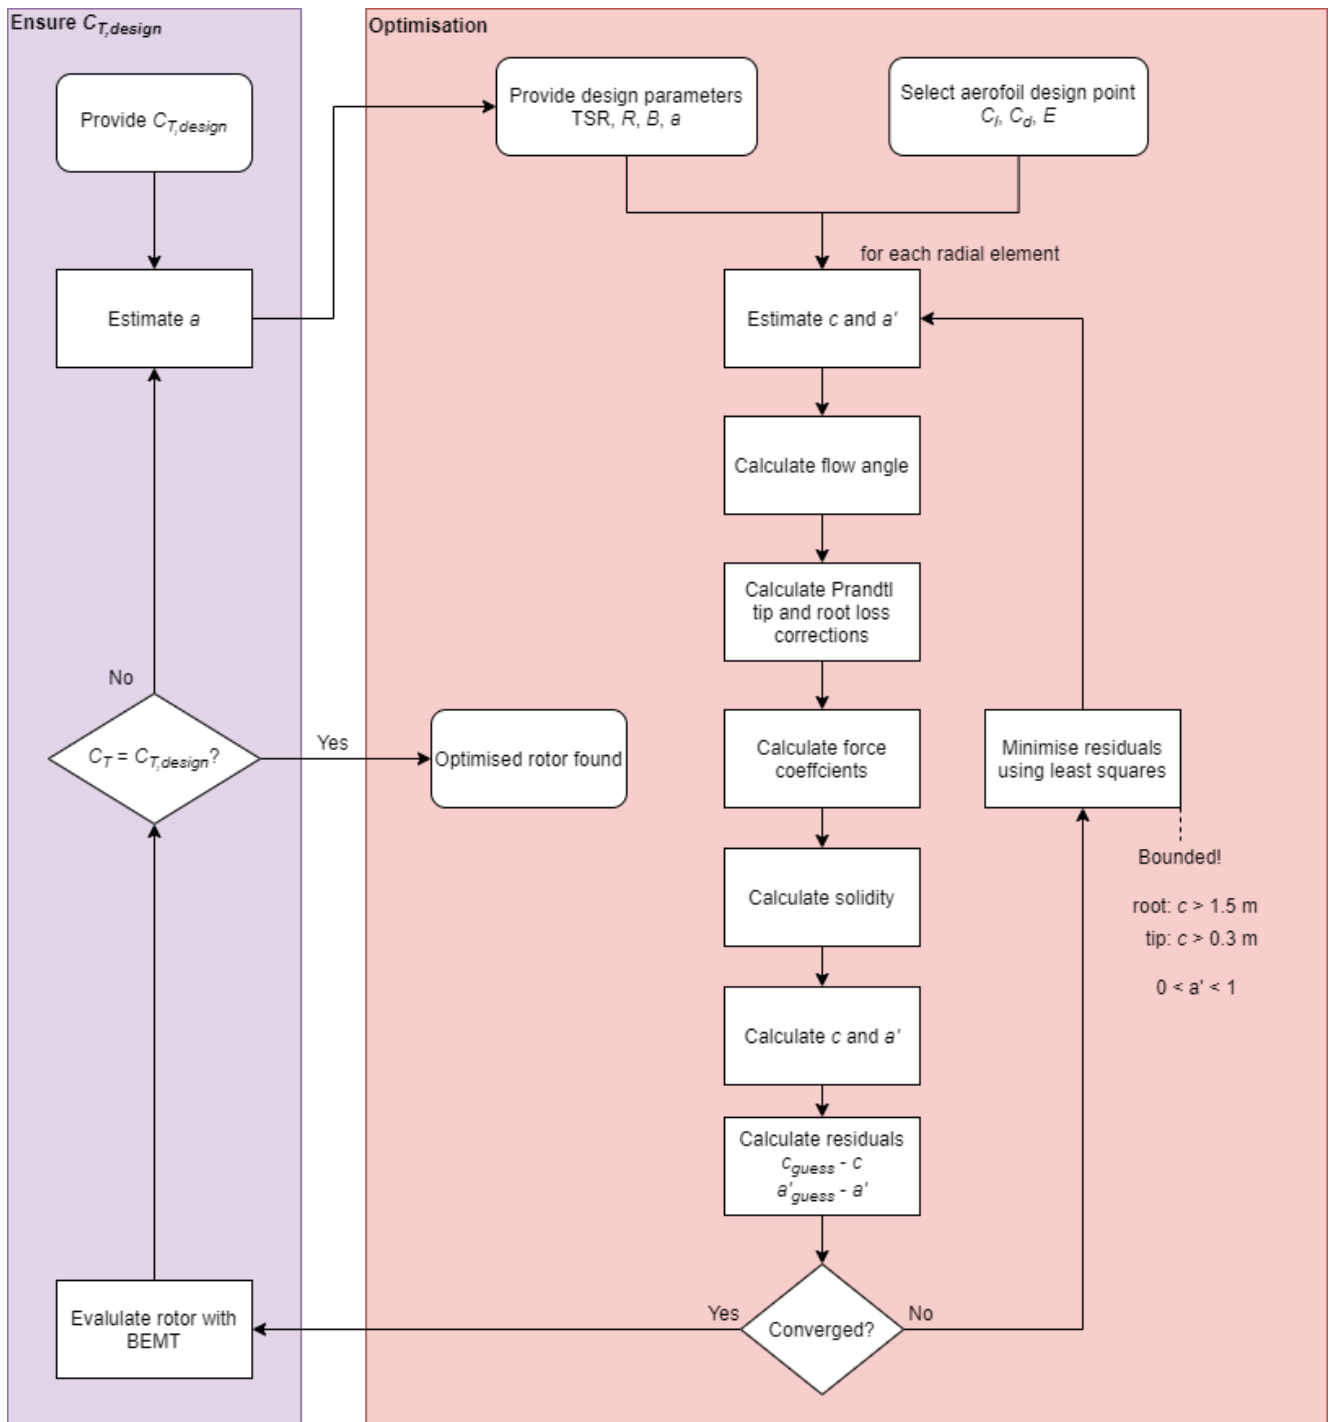 Ensure C_T,design
Provide C_T,design
Estimate a
No
C_T = C_T,design?
Yes
Evalulate rotor with
BEMT
Optimisation
Provide design parameters
TSR, R, B, a
Select aerofoil design point
C_l, C_d, E
for each radial element
Estimate c and a'
Calculate flow angle
Calculate Prandtl
tip and root loss
corrections
Calculate force
coeffcients
Calculate solidity
Calculate c and a'
Calculate residuals
c_guess - c
a'_guess - a'
Converged?
Yes
No
Minimise residuals
using least squares
Bounded!
root: c > 1.5 m
tip: c > 0.3 m
0 < a' < 1
Optimised rotor found